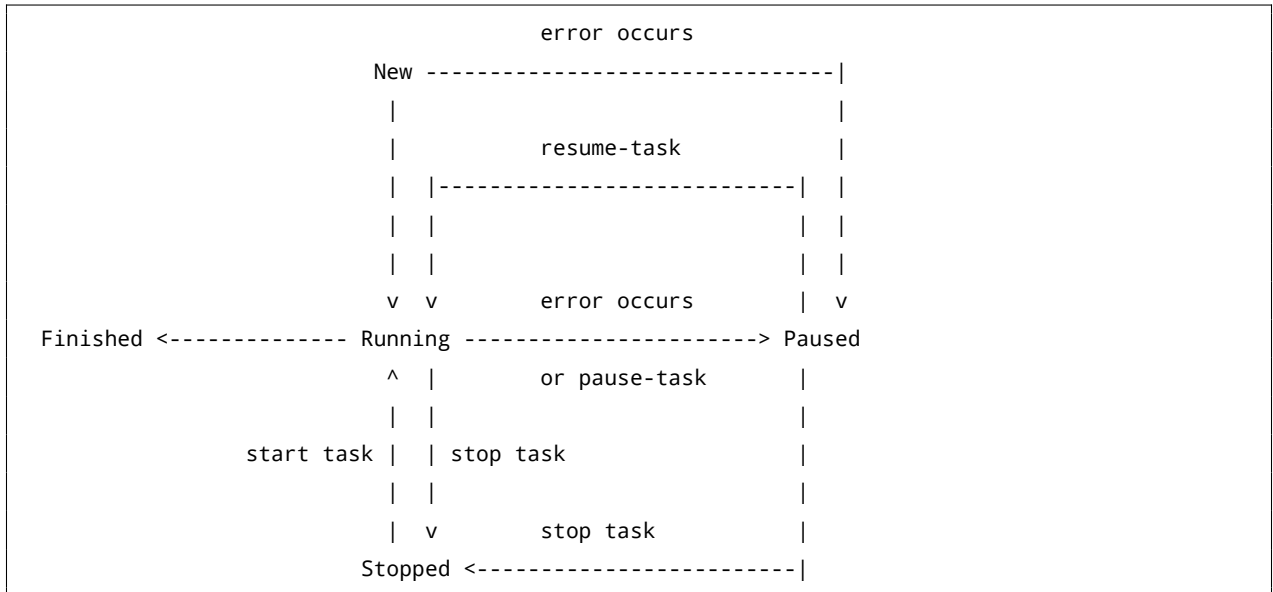 error occurs
New --------------------------------|
| |
| resume-task |
| |----------------------------| |
| | | |
| | | |
v v error occurs | v
Finished <-------------- Running -----------------------> Paused
^ | or pause-task |
| | |
start task | | stop task |
| | |
| v stop task |
Stopped <-------------------------|